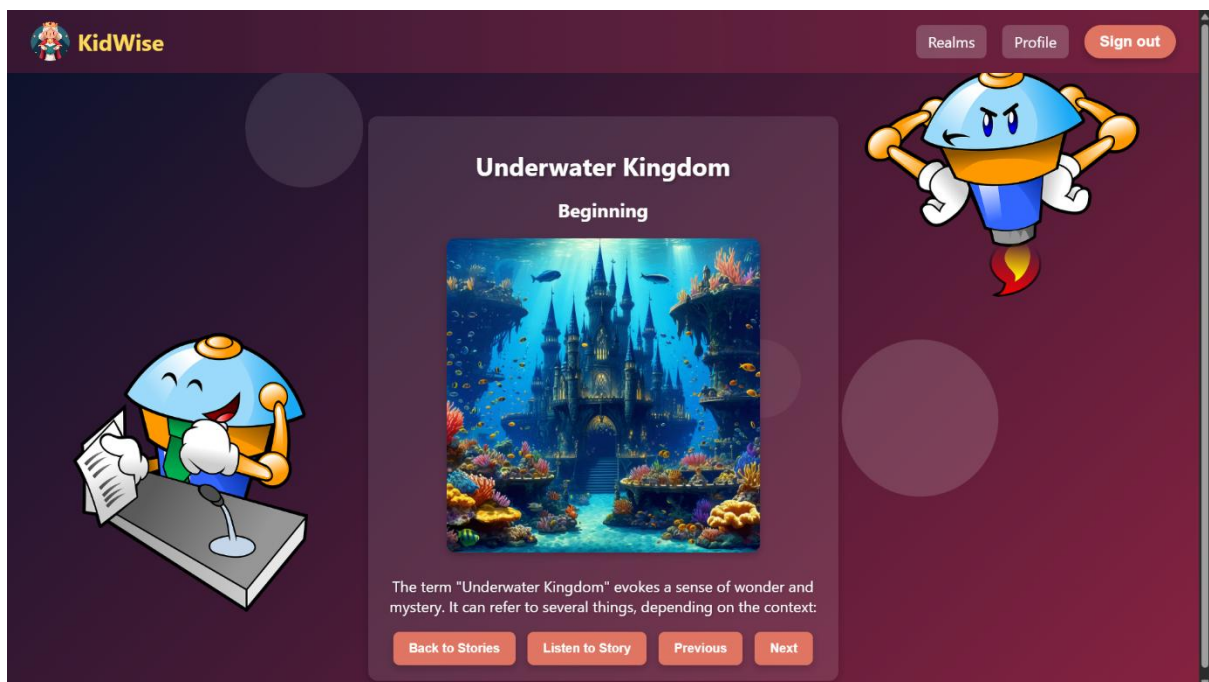 KidWise
Realms
Profile
Sign out
Underwater Kingdom
Beginning
The term "Underwater Kingdom" evokes a sense of wonder and
mystery. It can refer to several things, depending on the context:
Back to Stories
Listen to Story
Previous
Next